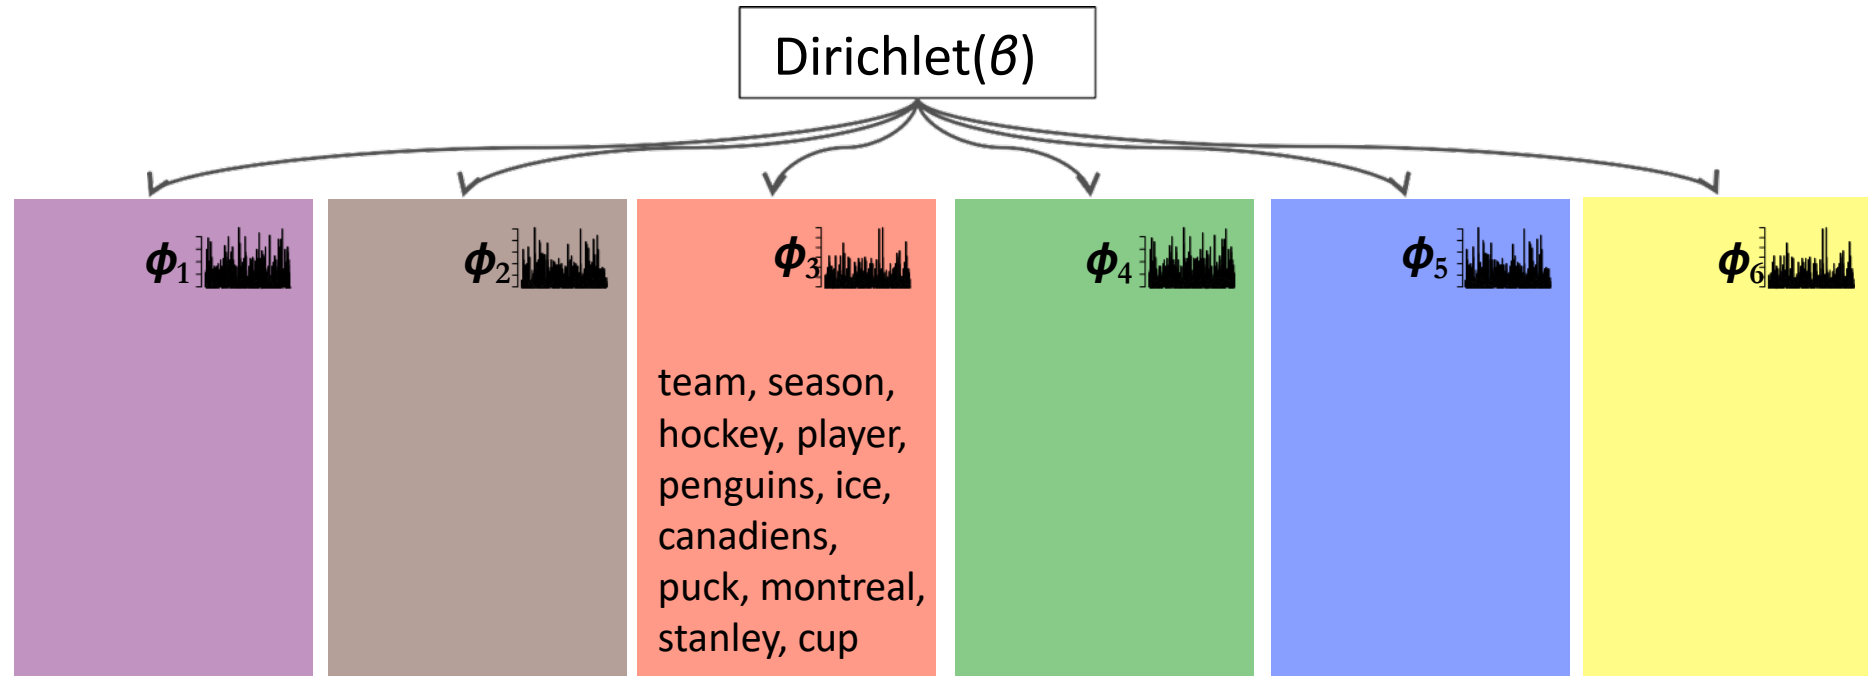 Dirichlet(β)
ϕ1
ϕ2
ϕ3
ϕ4
ϕ5
ϕ6
team, season,
hockey, player,
penguins, ice,
canadiens,
puck, montreal,
stanley, cup